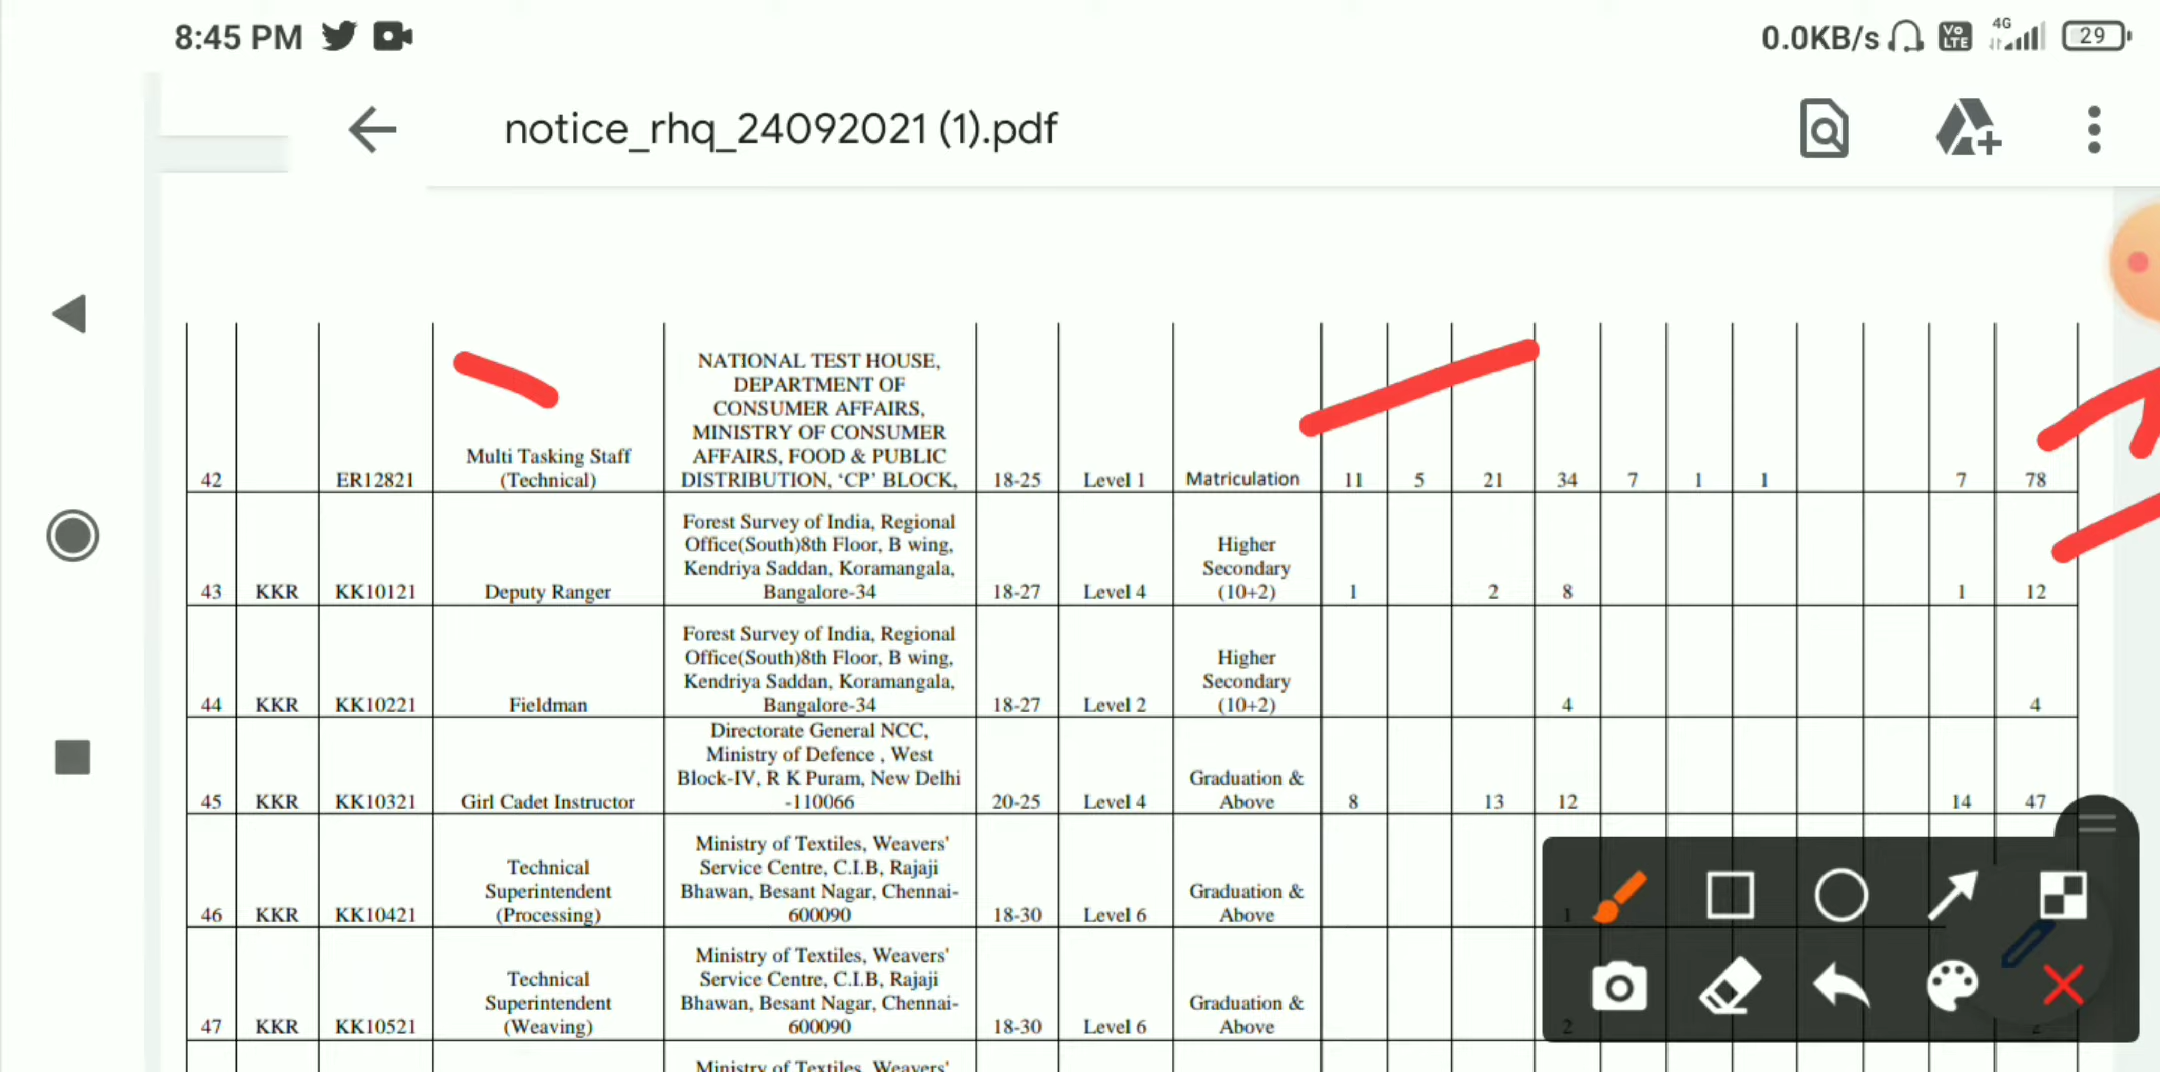 8:45 PM 0.0KB/s Vo LTE 4G 29
notice_rhq_24092021 (1).pdf
NATIONAL TEST HOUSE,
DEPARTMENT OF
CONSUMER AFFAIRS,
MINISTRY OF CONSUMER
Multi Tasking Staff AFFAIRS, FOOD & PUBLIC
42 ER12821 (Technical) DISTRIBUTION, ‘CP’ BLOCK, 18-25 Level 1 Matriculation 11 5 21 34 7 1 1 7 78
Forest Survey of India, Regional
Office(South)8th Floor, B wing, Higher
Kendriya Saddan, Koramangala, Secondary
43 KKR KK10121 Deputy Ranger Bangalore-34 18-27 Level 4 (10+2) 1 2 8 1 12
Forest Survey of India, Regional
Office(South)8th Floor, B wing, Higher
Kendriya Saddan, Koramangala, Secondary
44 KKR KK10221 Fieldman Bangalore-34 18-27 Level 2 (10+2) 4 4
Directorate General NCC,
Ministry of Defence , West
Block-IV, R K Puram, New Delhi Graduation &
45 KKR KK10321 Girl Cadet Instructor -110066 20-25 Level 4 Above 8 13 12 14 47
Ministry of Textiles, Weavers'
Technical Service Centre, C.I.B, Rajaji
Superintendent Bhawan, Besant Nagar, Chennai- Graduation &
46 KKR KK10421 (Processing) 600090 18-30 Level 6 Above 1
Ministry of Textiles, Weavers'
Technical Service Centre, C.I.B, Rajaji
Superintendent Bhawan, Besant Nagar, Chennai- Graduation &
47 KKR KK10521 (Weaving) 600090 18-30 Level 6 Above 2 2
Ministry of Textiles, Weavers'